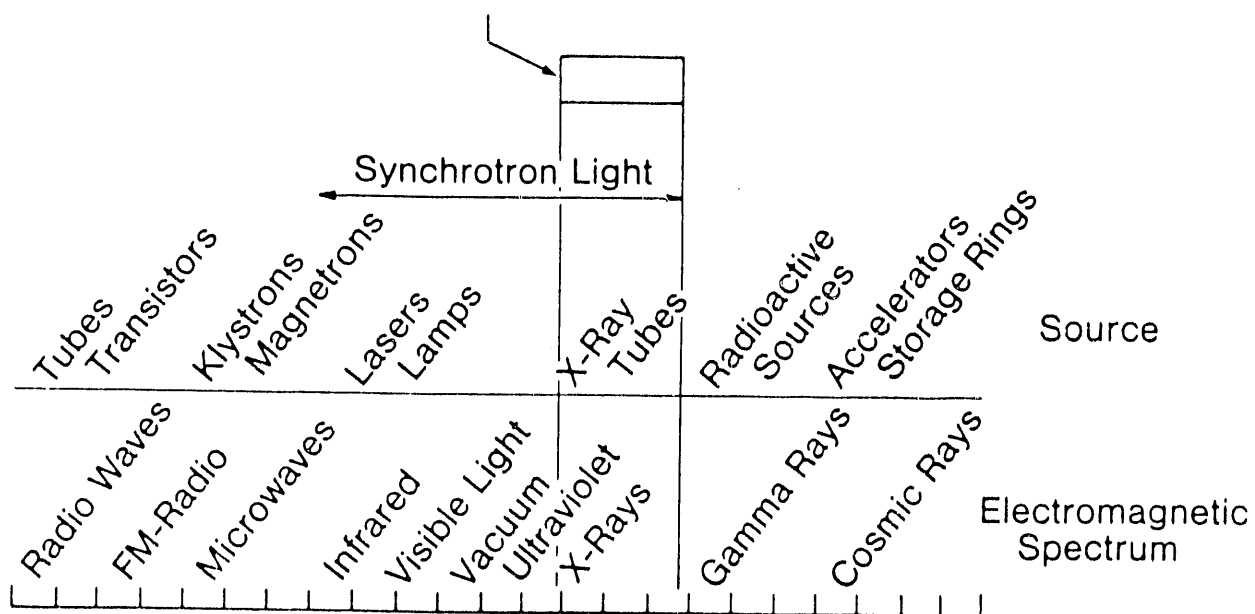 Synchrotron Light
Tubes
Transistors
Klystrons
Magnetrons
Lasers
Lamps
X-Ray
Tubes
Radioactive
Sources
Accelerators
Storage Rings
Source
Radio Waves
FM-Radio
Microwaves
Infrared
Visible Light
Vacuum
Ultraviolet
X-Rays
Gamma Rays
Cosmic Rays
Electromagnetic
Spectrum